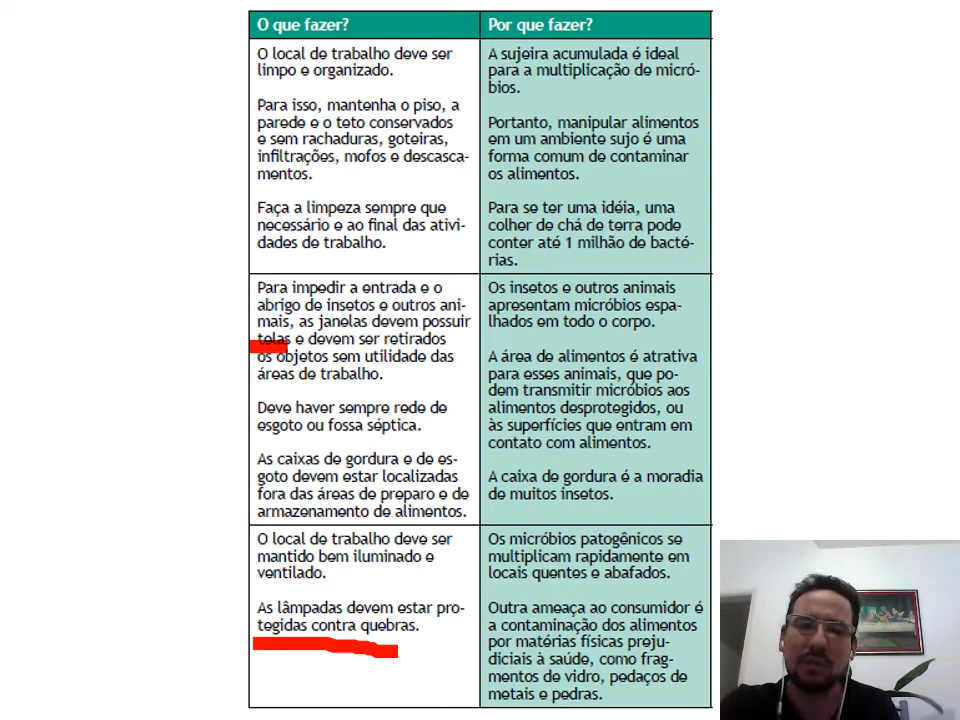 O que fazer?
Por que fazer?
O local de trabalho deve ser
limpo e organizado.
Para isso, mantenha o piso, a
parede e o teto conservados
e sem rachaduras, goteiras,
infiltrações, mofos e descasca-
mentos.
Faça a limpeza sempre que
necessário e ao final das ativi-
dades de trabalho.
A sujeira acumulada é ideal
para a multiplicação de micró-
bios.
Portanto, manipular alimentos
em um ambiente sujo é uma
forma comum de contaminar
os alimentos.
Para se ter uma idéia, uma
colher de chá de terra pode
conter até 1 milhão de bacté-
rias.
Para impedir a entrada e o
abrigo de insetos e outros ani-
mais, as janelas devem possuir
telas e devem ser retirados
os objetos sem utilidade das
áreas de trabalho.
Deve haver sempre rede de
esgoto ou fossa séptica.
As caixas de gordura e de es-
goto devem estar localizadas
fora das áreas de preparo e de
armazenamento de alimentos.
Os insetos e outros animais
apresentam micróbios espa-
lhados em todo o corpo.
A área de alimentos é atrativa
para esses animais, que po-
dem transmitir micróbios aos
alimentos desprotegidos, ou
às superfícies que entram em
contato com alimentos.
A caixa de gordura é a moradia
de muitos insetos.
O local de trabalho deve ser
mantido bem iluminado e
ventilado.
As lâmpadas devem estar pro-
tegidas contra quebras.
Os micróbios patogênicos se
multiplicam rapidamente em
locais quentes e abafados.
Outra ameaça ao consumidor é
a contaminação dos alimentos
por matérias físicas preju-
diciais à saúde, como frag-
mentos de vidro, pedaços de
metais e pedras.